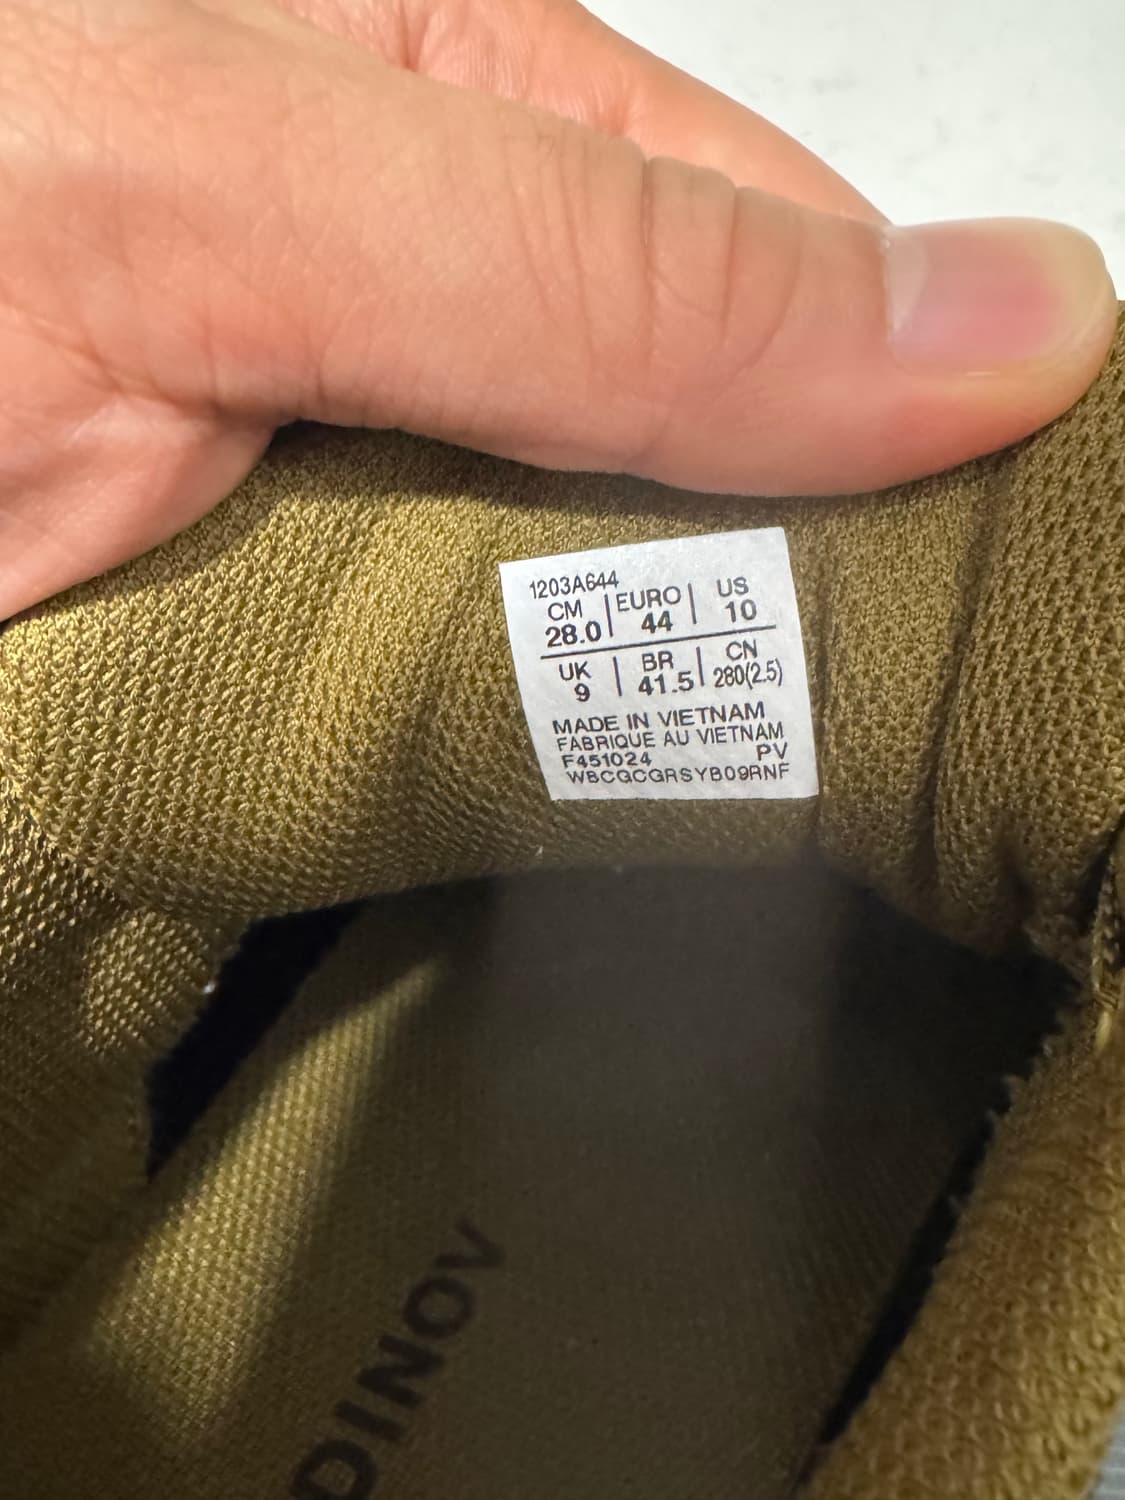 1203A644
CM | EURO | US
28.0 | 44 | 10
UK | BR | CN
9 | 41.5 | 280(2.5)
MADE IN VIETNAM
FABRIQUE AU VIETNAM
F451024 PV
WBCGCGRSYB09RNF
DINOV